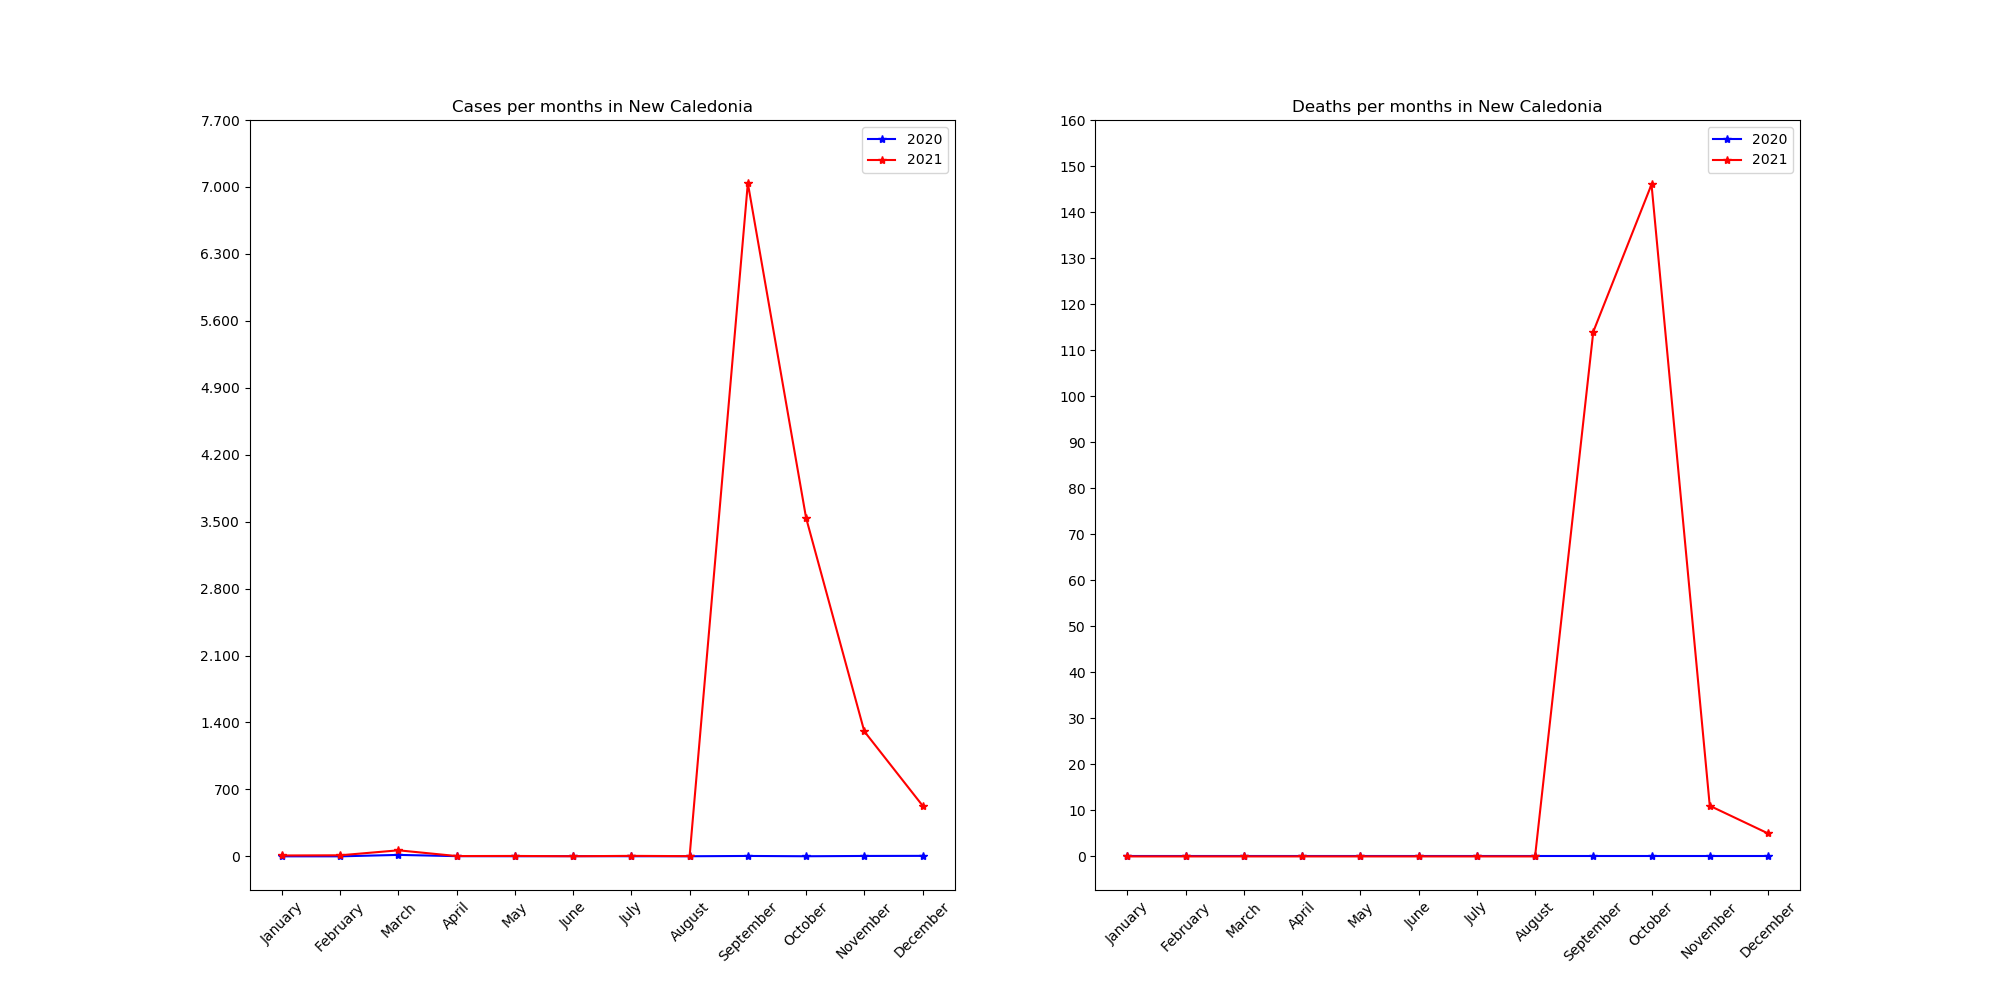 Cases per months in New Caledonia
7.700
7.000
6.300
5.600
4.900
4.200
3.500
2.800
2.100
1.400
700
0
2020
2021
January
February
March
April
May
June
July
August
September
October
November
December
Deaths per months in New Caledonia
160
150
140
130
120
110
100
90
80
70
60
50
40
30
20
10
0
2020
2021
January
February
March
April
May
June
July
August
September
October
November
December